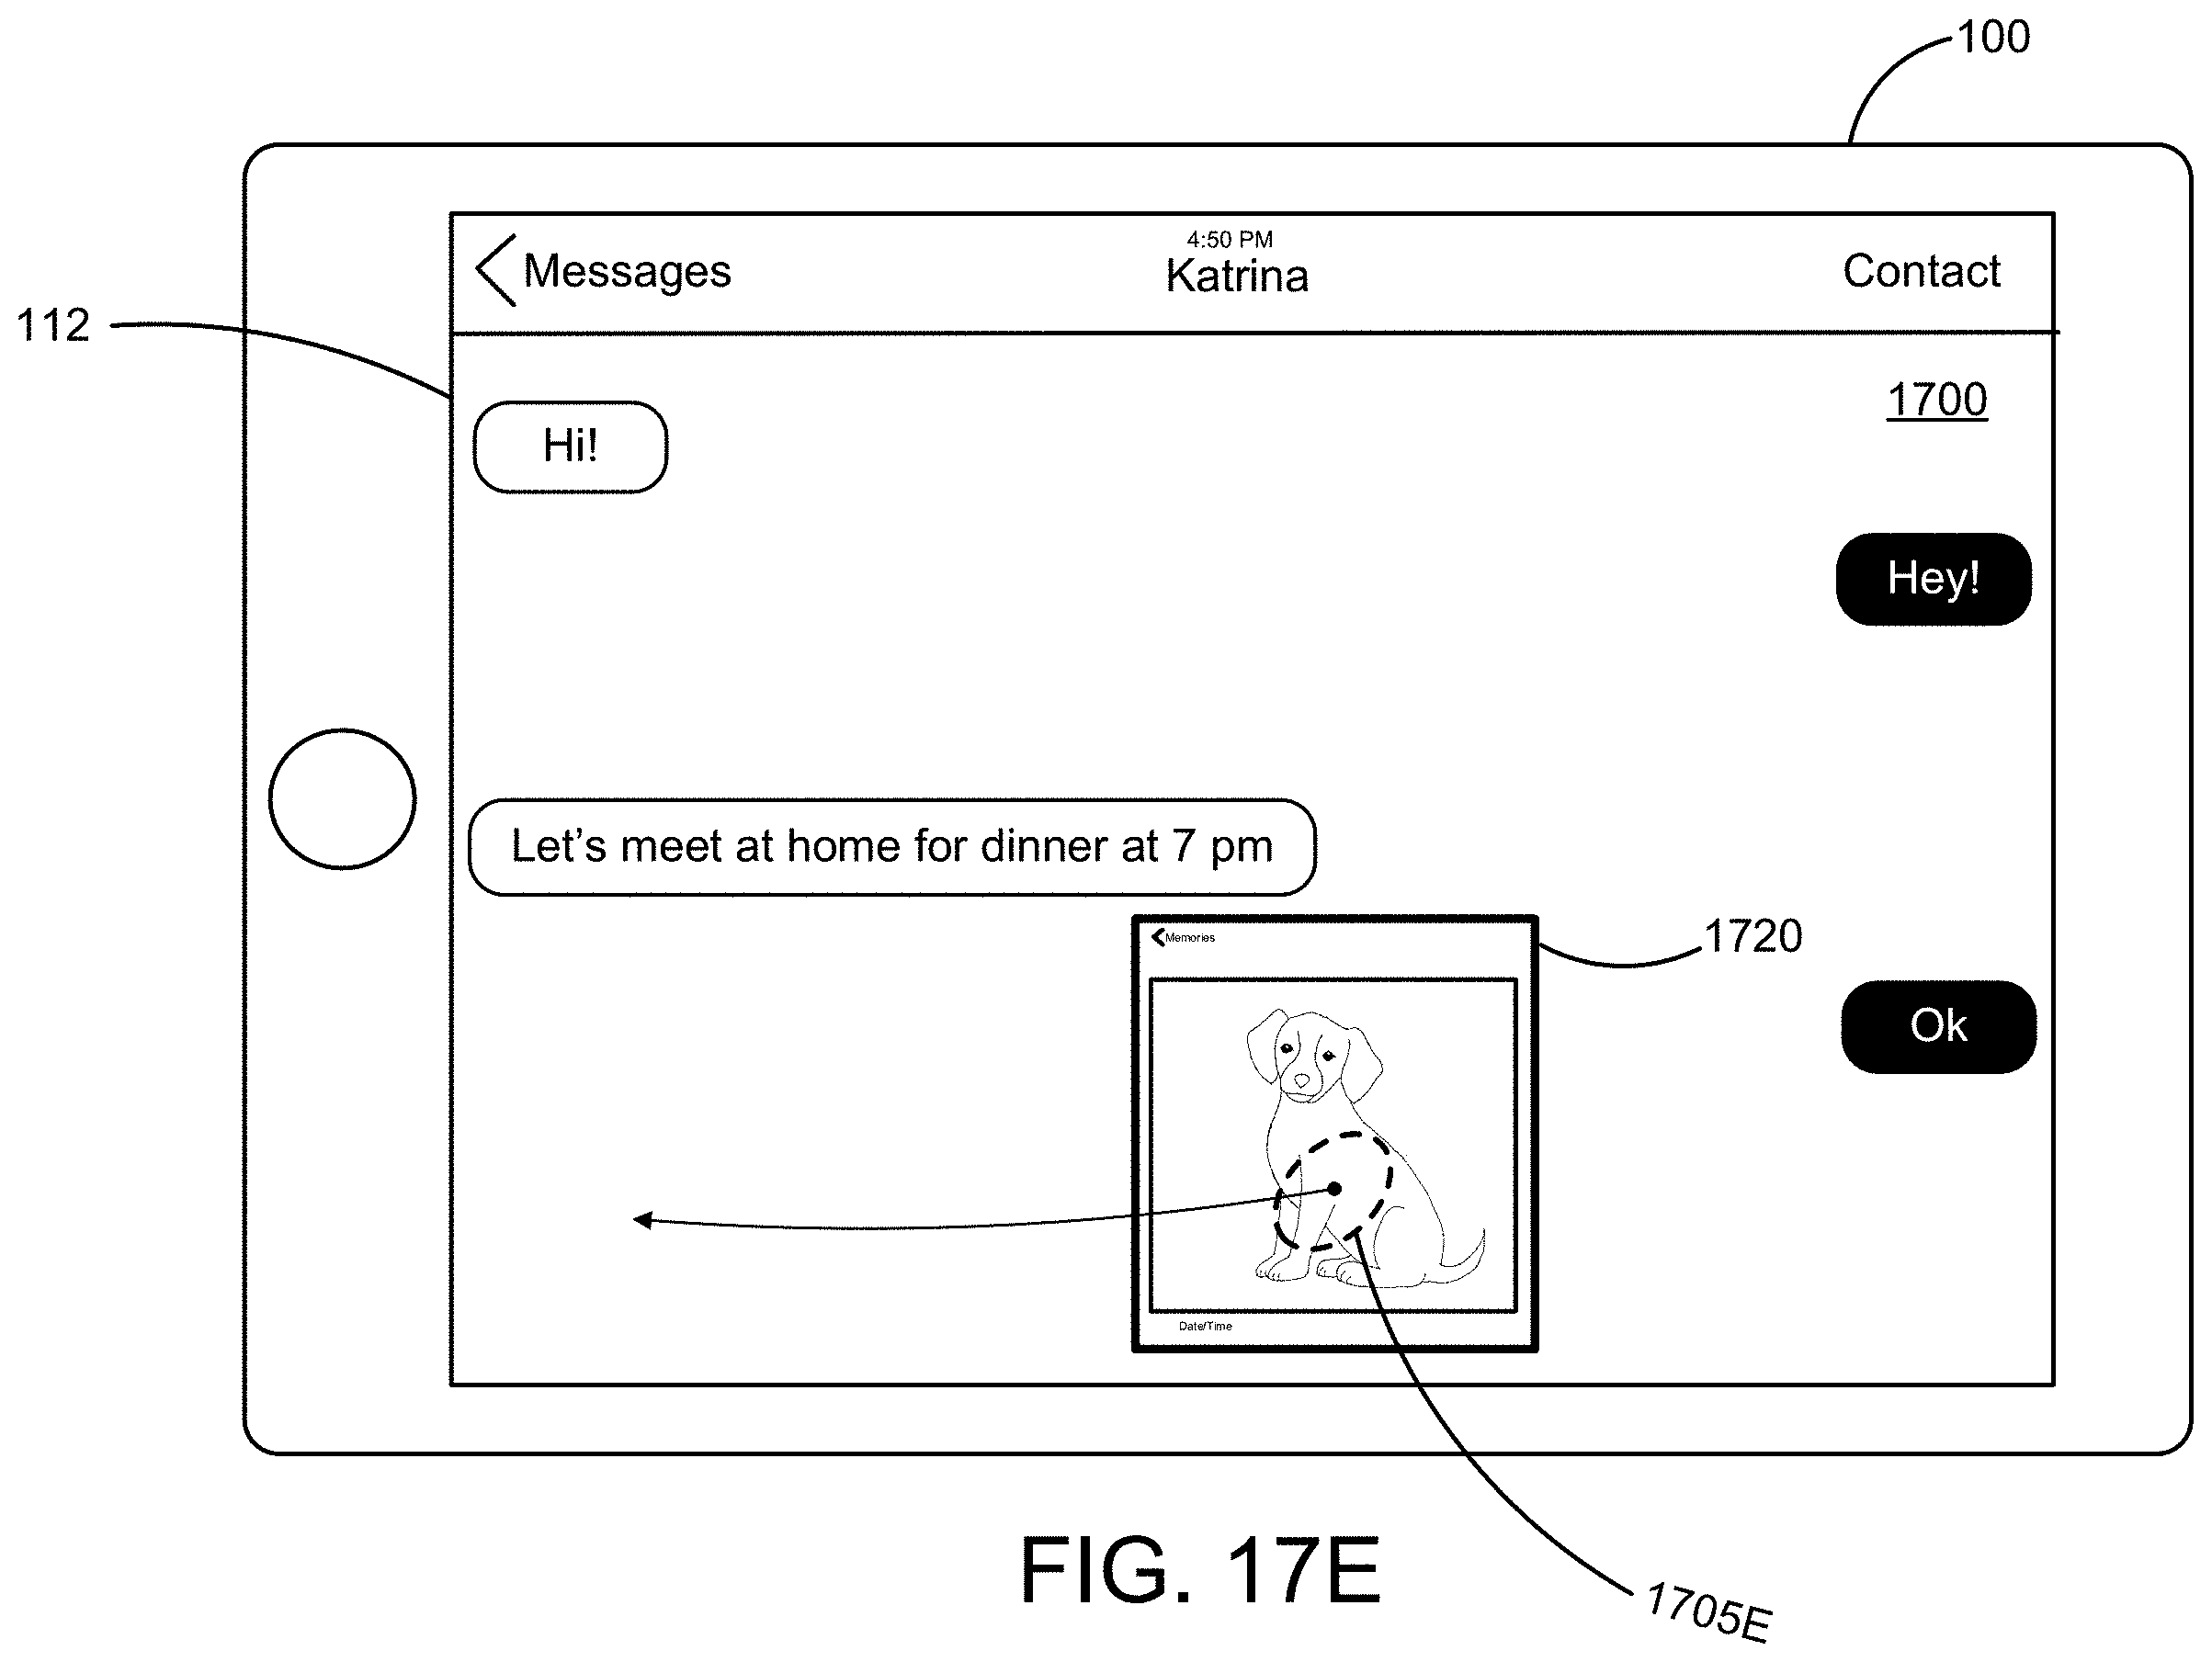 100
4:50 PM
Messages
Katrina
Contact
112
1700
Hi!
Hey!
Let's meet at home for dinner at 7 pm
1720
Memories
Ok
Date/Time
FIG. 17E
1705E